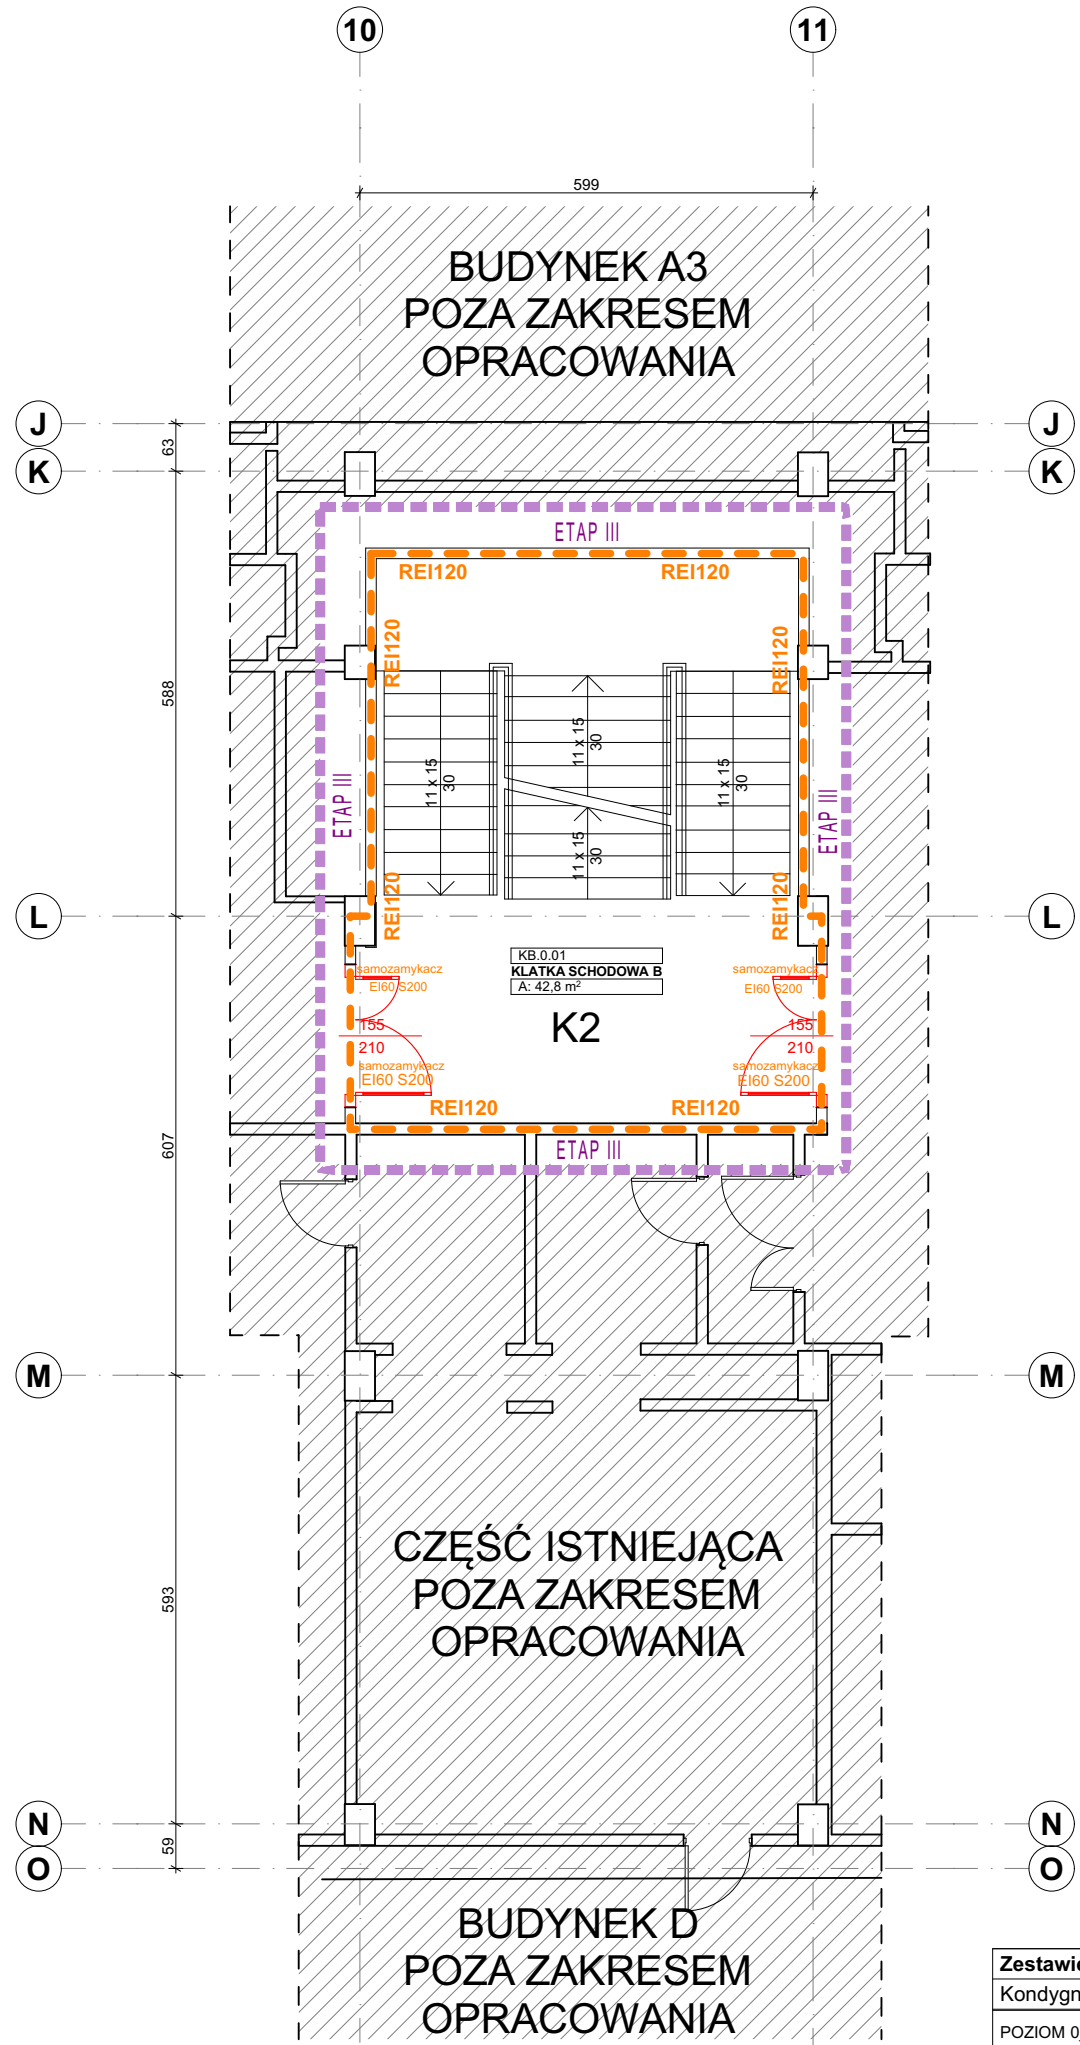 10
11
599
BUDYNEK A3
POZA ZAKRESEM
OPRACOWANIA
J
J
63
K
K
ETAP III
REI120
REI120
REI120
REI120
588
11 x 15
30
11 x 15
30
11 x 15
30
11 x 15
30
ETAP III
ETAP III
REI120
REI120
L
L
KB.0.01
KLATKA SCHODOWA B
A: 42,8 m²
samozamykacz
EI60 S200
samozamykacz
EI60 S200
K2
155
210
155
210
samozamykacz
EI60 S200
samozamykacz
EI60 S200
REI120
REI120
607
ETAP III
M
M
CZĘŚĆ ISTNIEJĄCA
POZA ZAKRESEM
OPRACOWANIA
593
N
N
59
O
O
BUDYNEK D
POZA ZAKRESEM
OPRACOWANIA
POZIOM 0